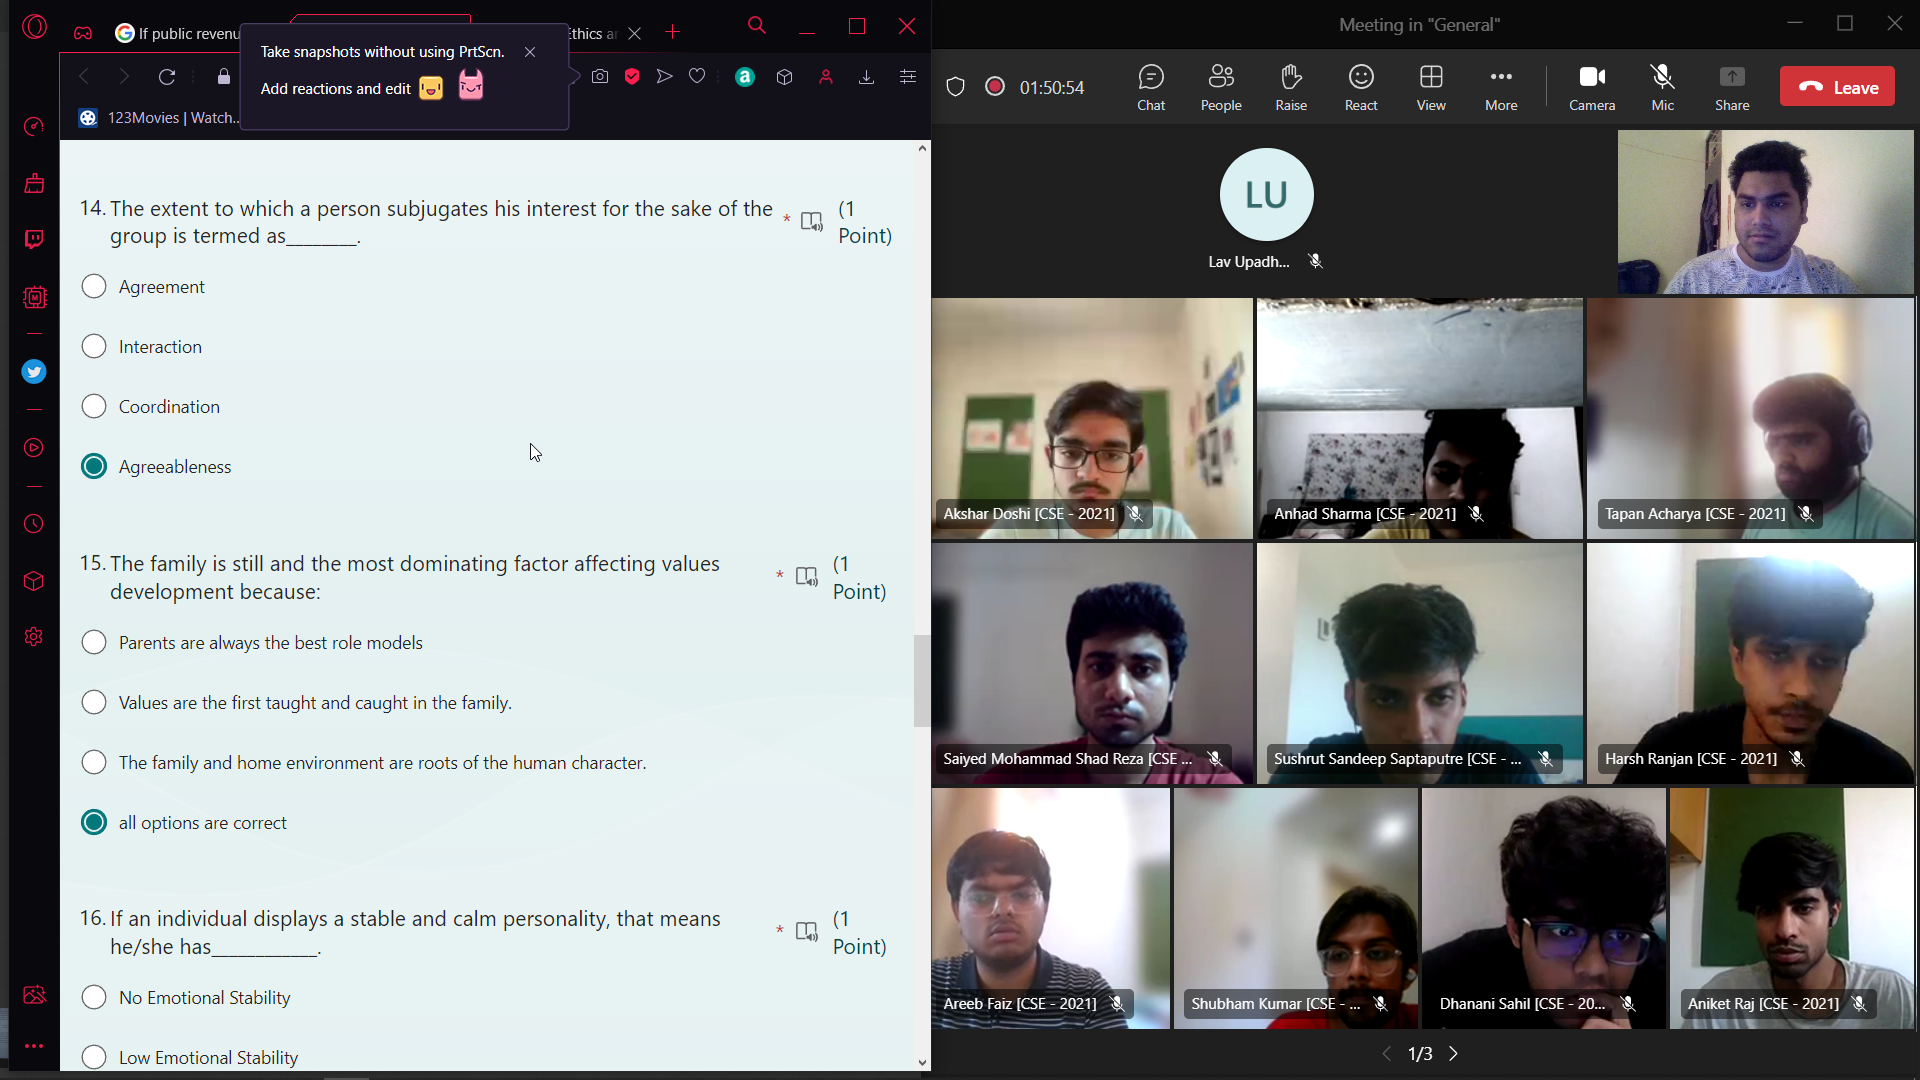 If public revenu
Ethics ar
Take snapshots without using PrtScn.
Add reactions and edit
123Movies | Watch...
14. The extent to which a person subjugates his interest for the sake of the * (1
group is termed as________. Point)
Agreement
Interaction
Coordination
Agreeableness
15. The family is still and the most dominating factor affecting values * (1
development because: Point)
Parents are always the best role models
Values are the first taught and caught in the family.
The family and home environment are roots of the human character.
all options are correct
16. If an individual displays a stable and calm personality, that means * (1
he/she has____________. Point)
No Emotional Stability
Low Emotional Stability
Meeting in "General"
01:50:54
Chat
People
Raise
React
View
More
Camera
Mic
Share
Leave
LU
Lav Upadh...
Akshar Doshi [CSE - 2021]
Anhad Sharma [CSE - 2021]
Tapan Acharya [CSE - 2021]
Saiyed Mohammad Shad Reza [CSE ...
Sushrut Sandeep Saptaputre [CSE - ...
Harsh Ranjan [CSE - 2021]
Areeb Faiz [CSE - 2021]
Shubham Kumar [CSE - ...
Dhanani Sahil [CSE - 20...
Aniket Raj [CSE - 2021]
1/3